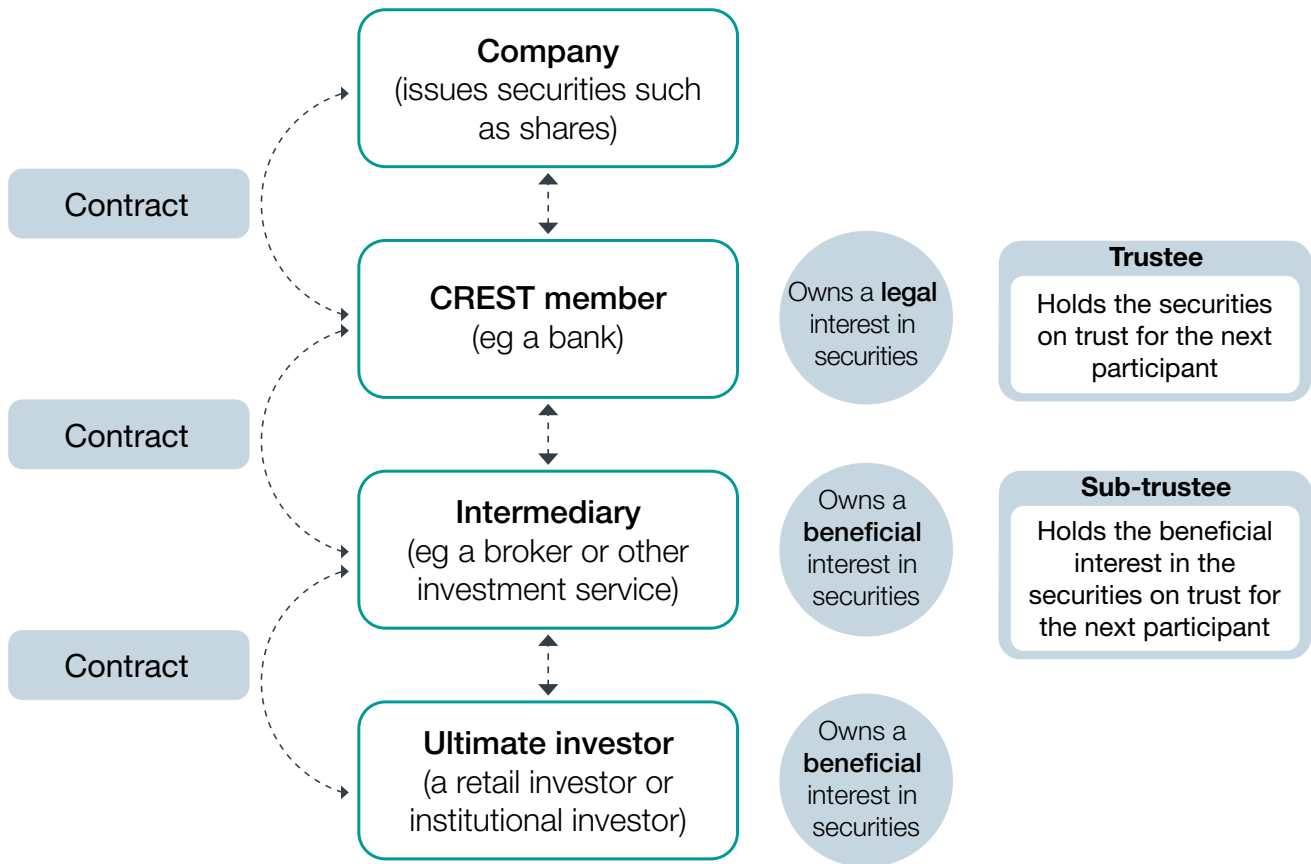 Company
(issues securities such
as shares)
Contract
CREST member
(eg a bank)
Owns a legal
interest in
securities
Trustee
Holds the securities
on trust for the next
participant
Contract
Intermediary
(eg a broker or other
investment service)
Owns a
beneficial
interest in
securities
Sub-trustee
Holds the beneficial
interest in the
securities on trust for
the next participant
Contract
Ultimate investor
(a retail investor or
institutional investor)
Owns a
beneficial
interest in
securities